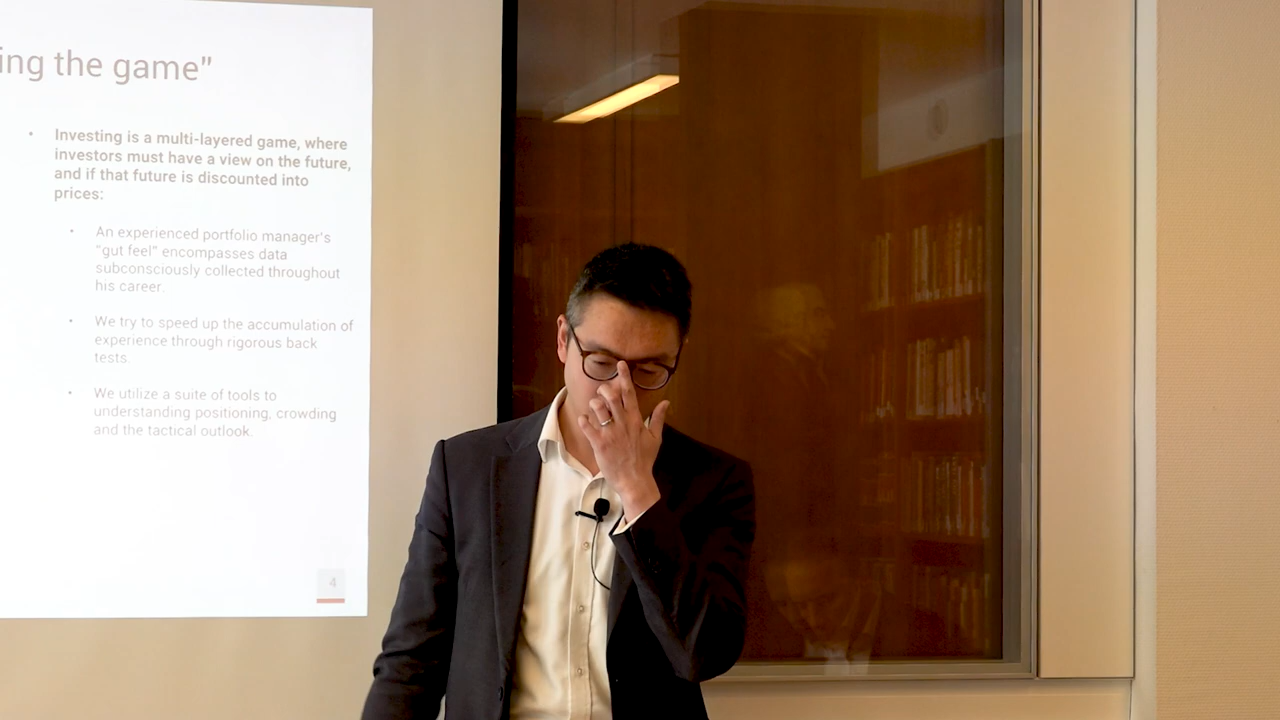 ing the game"
• Investing is a multi-layered game, where
investors must have a view on the future,
and if that future is discounted into
prices:
• An experienced portfolio manager's
"gut feel" encompasses data
subconsciously collected throughout
his career.
• We try to speed up the accumulation of
experience through rigorous back
tests.
• We utilize a suite of tools to
understanding positioning, crowding
and the tactical outlook.
4